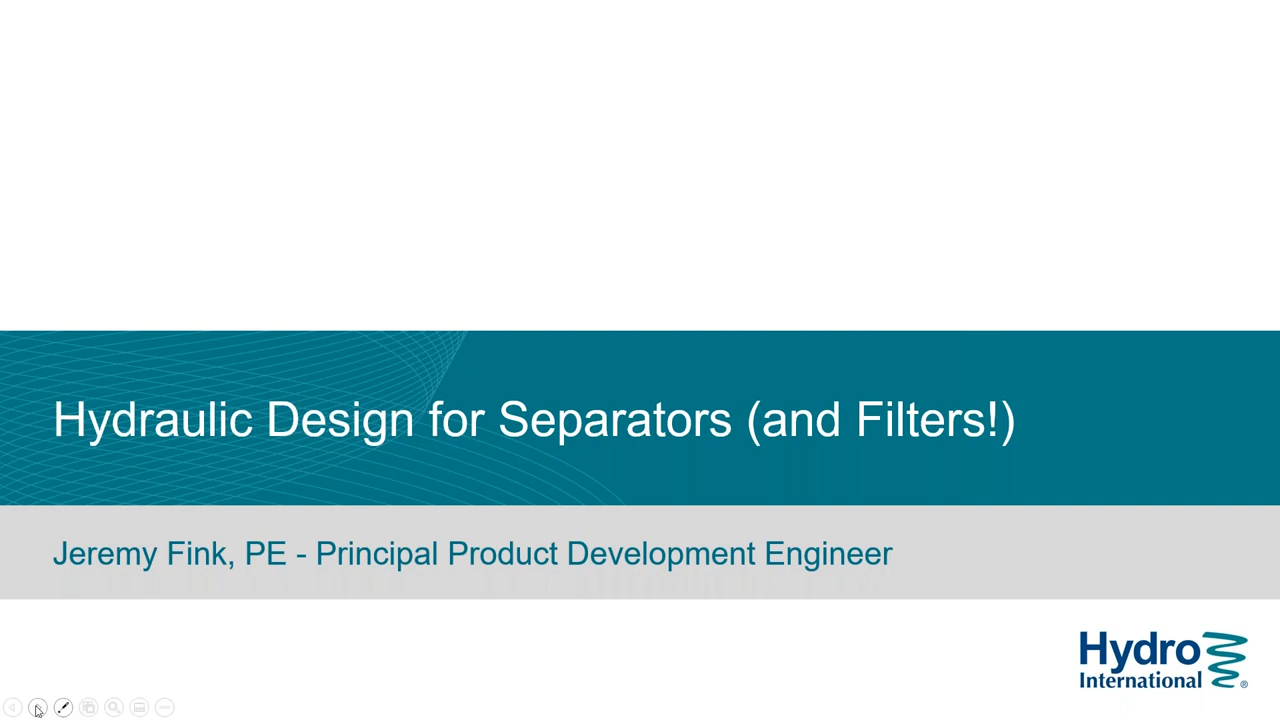 Hydraulic Design for Separators (and Filters!)
Jeremy Fink, PE - Principal Product Development Engineer
Hydro
International
®